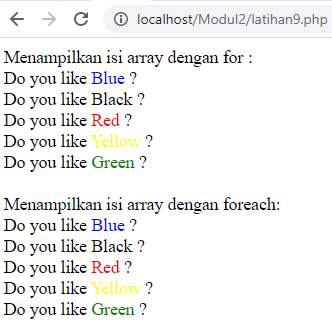 localhost/Modul2/latihan9.php
Menampilkan isi array dengan for :
Do you like Blue ?
Do you like Black ?
Do you like Red ?
Do you like Yellow ?
Do you like Green ?
Menampilkan isi array dengan foreach:
Do you like Blue ?
Do you like Black ?
Do you like Red ?
Do you like Yellow ?
Do you like Green ?